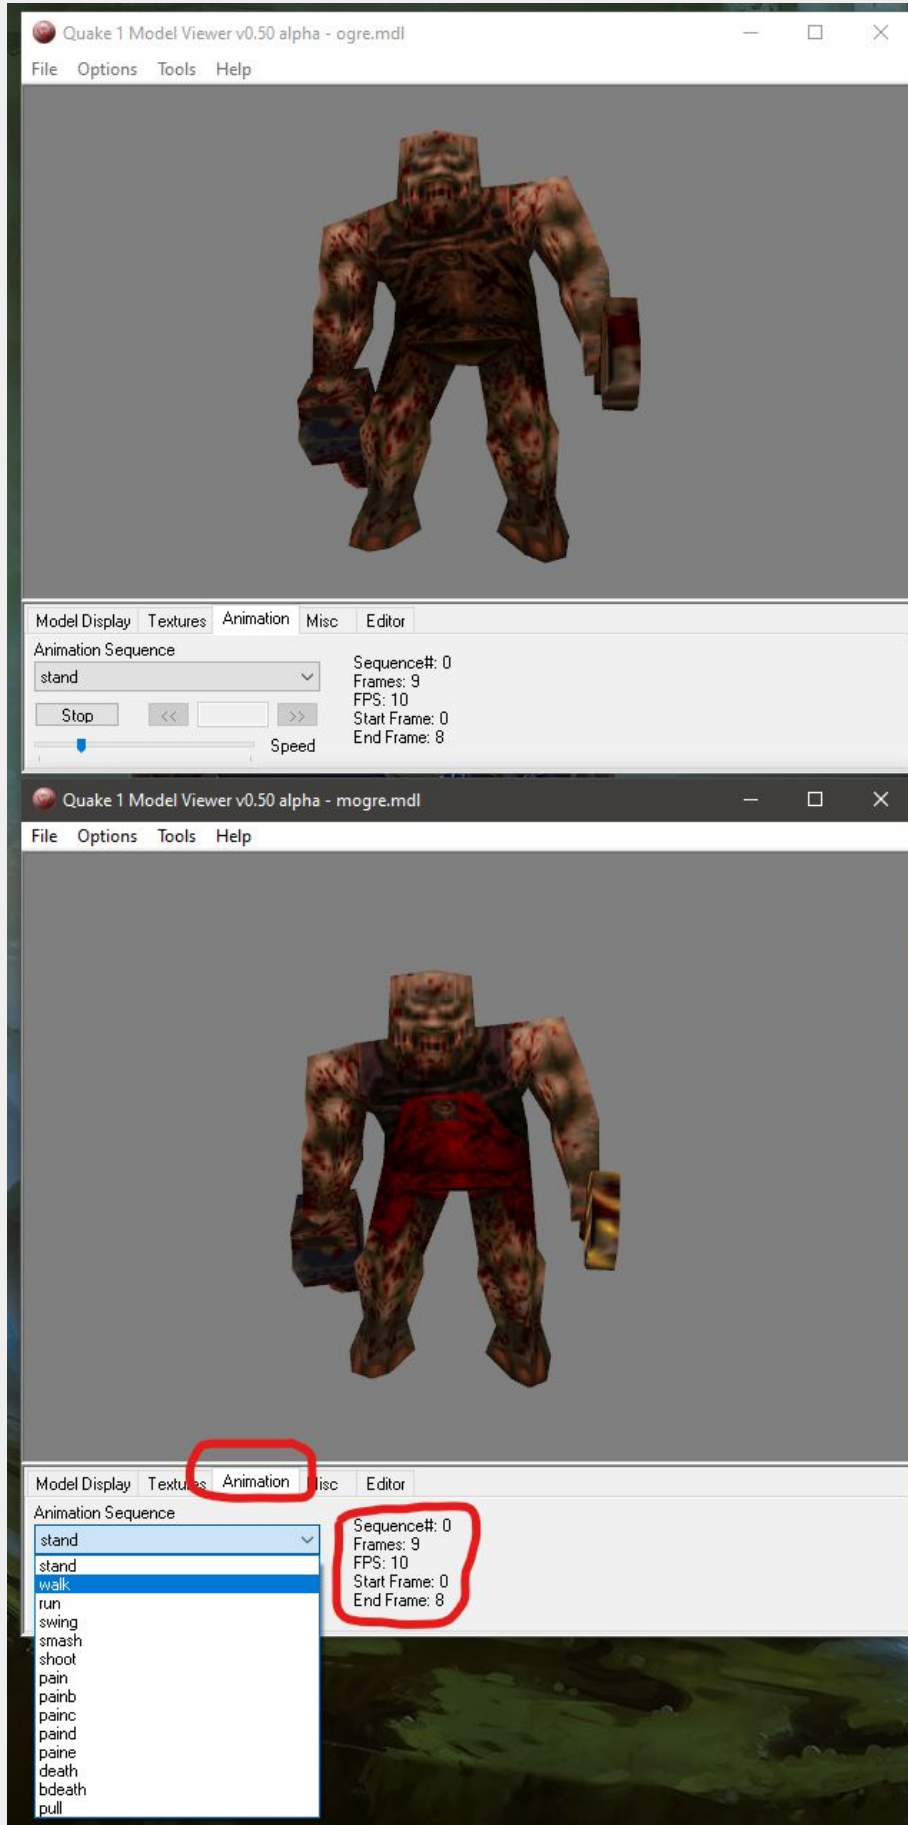 Quake 1 Model Viewer v0.50 alpha - ogre.mdl
File Options Tools Help
Model Display Textures Animation Misc Editor
Animation Sequence
stand
Sequence#: 0
Frames: 9
FPS: 10
Start Frame: 0
End Frame: 8
Stop << >>
Speed
Quake 1 Model Viewer v0.50 alpha - mogre.mdl
File Options Tools Help
Model Display Textures Animation Misc Editor
Animation Sequence
stand
Sequence#: 0
Frames: 9
FPS: 10
Start Frame: 0
End Frame: 8
stand
walk
run
swing
smash
shoot
pain
painb
painc
paind
paine
death
bdeath
pull